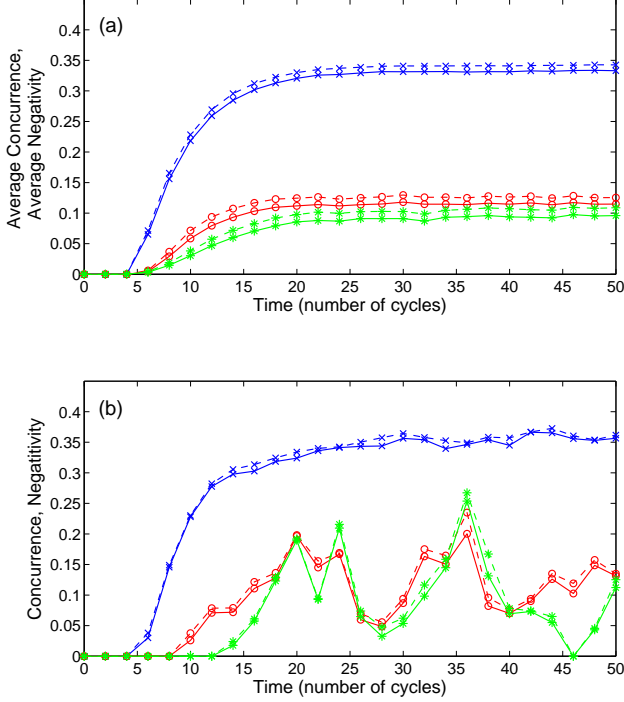 (a)
Average Concurrence,
Average Negativity
0.4
0.35
0.3
0.25
0.2
0.15
0.1
0.05
0
0 5 10 15 20 25 30 35 40 45 50
Time (number of cycles)
(b)
Concurrence, Negatitivity
0.4
0.35
0.3
0.25
0.2
0.15
0.1
0.05
0
0 5 10 15 20 25 30 35 40 45 50
Time (number of cycles)